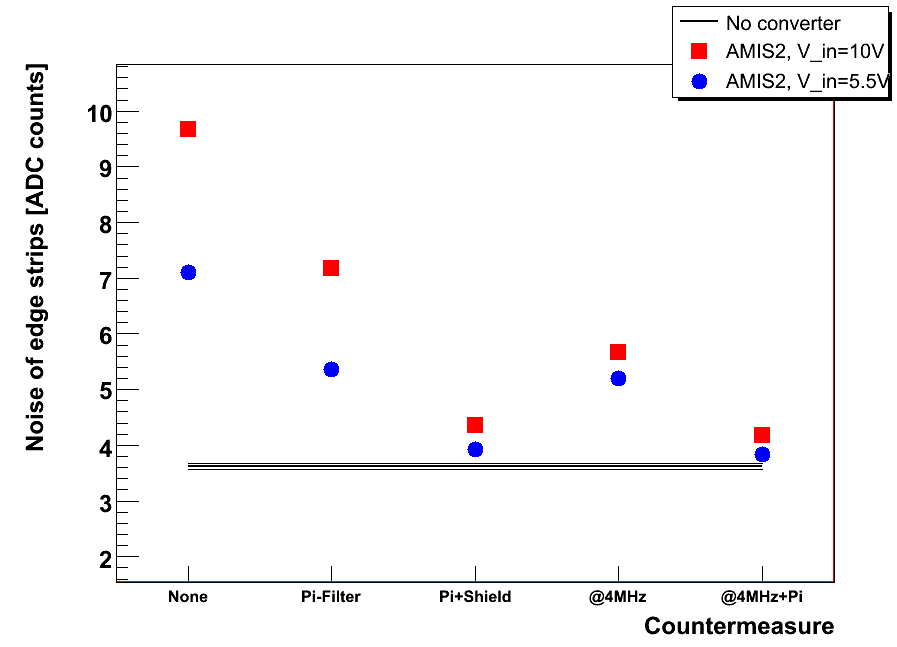 No converter
AMIS2, V_in=10V
AMIS2, V_in=5.5V
Noise of edge strips [ADC counts]
10
9
8
7
6
5
4
3
2
None Pi-Filter Pi+Shield @4MHz @4MHz+Pi
Countermeasure